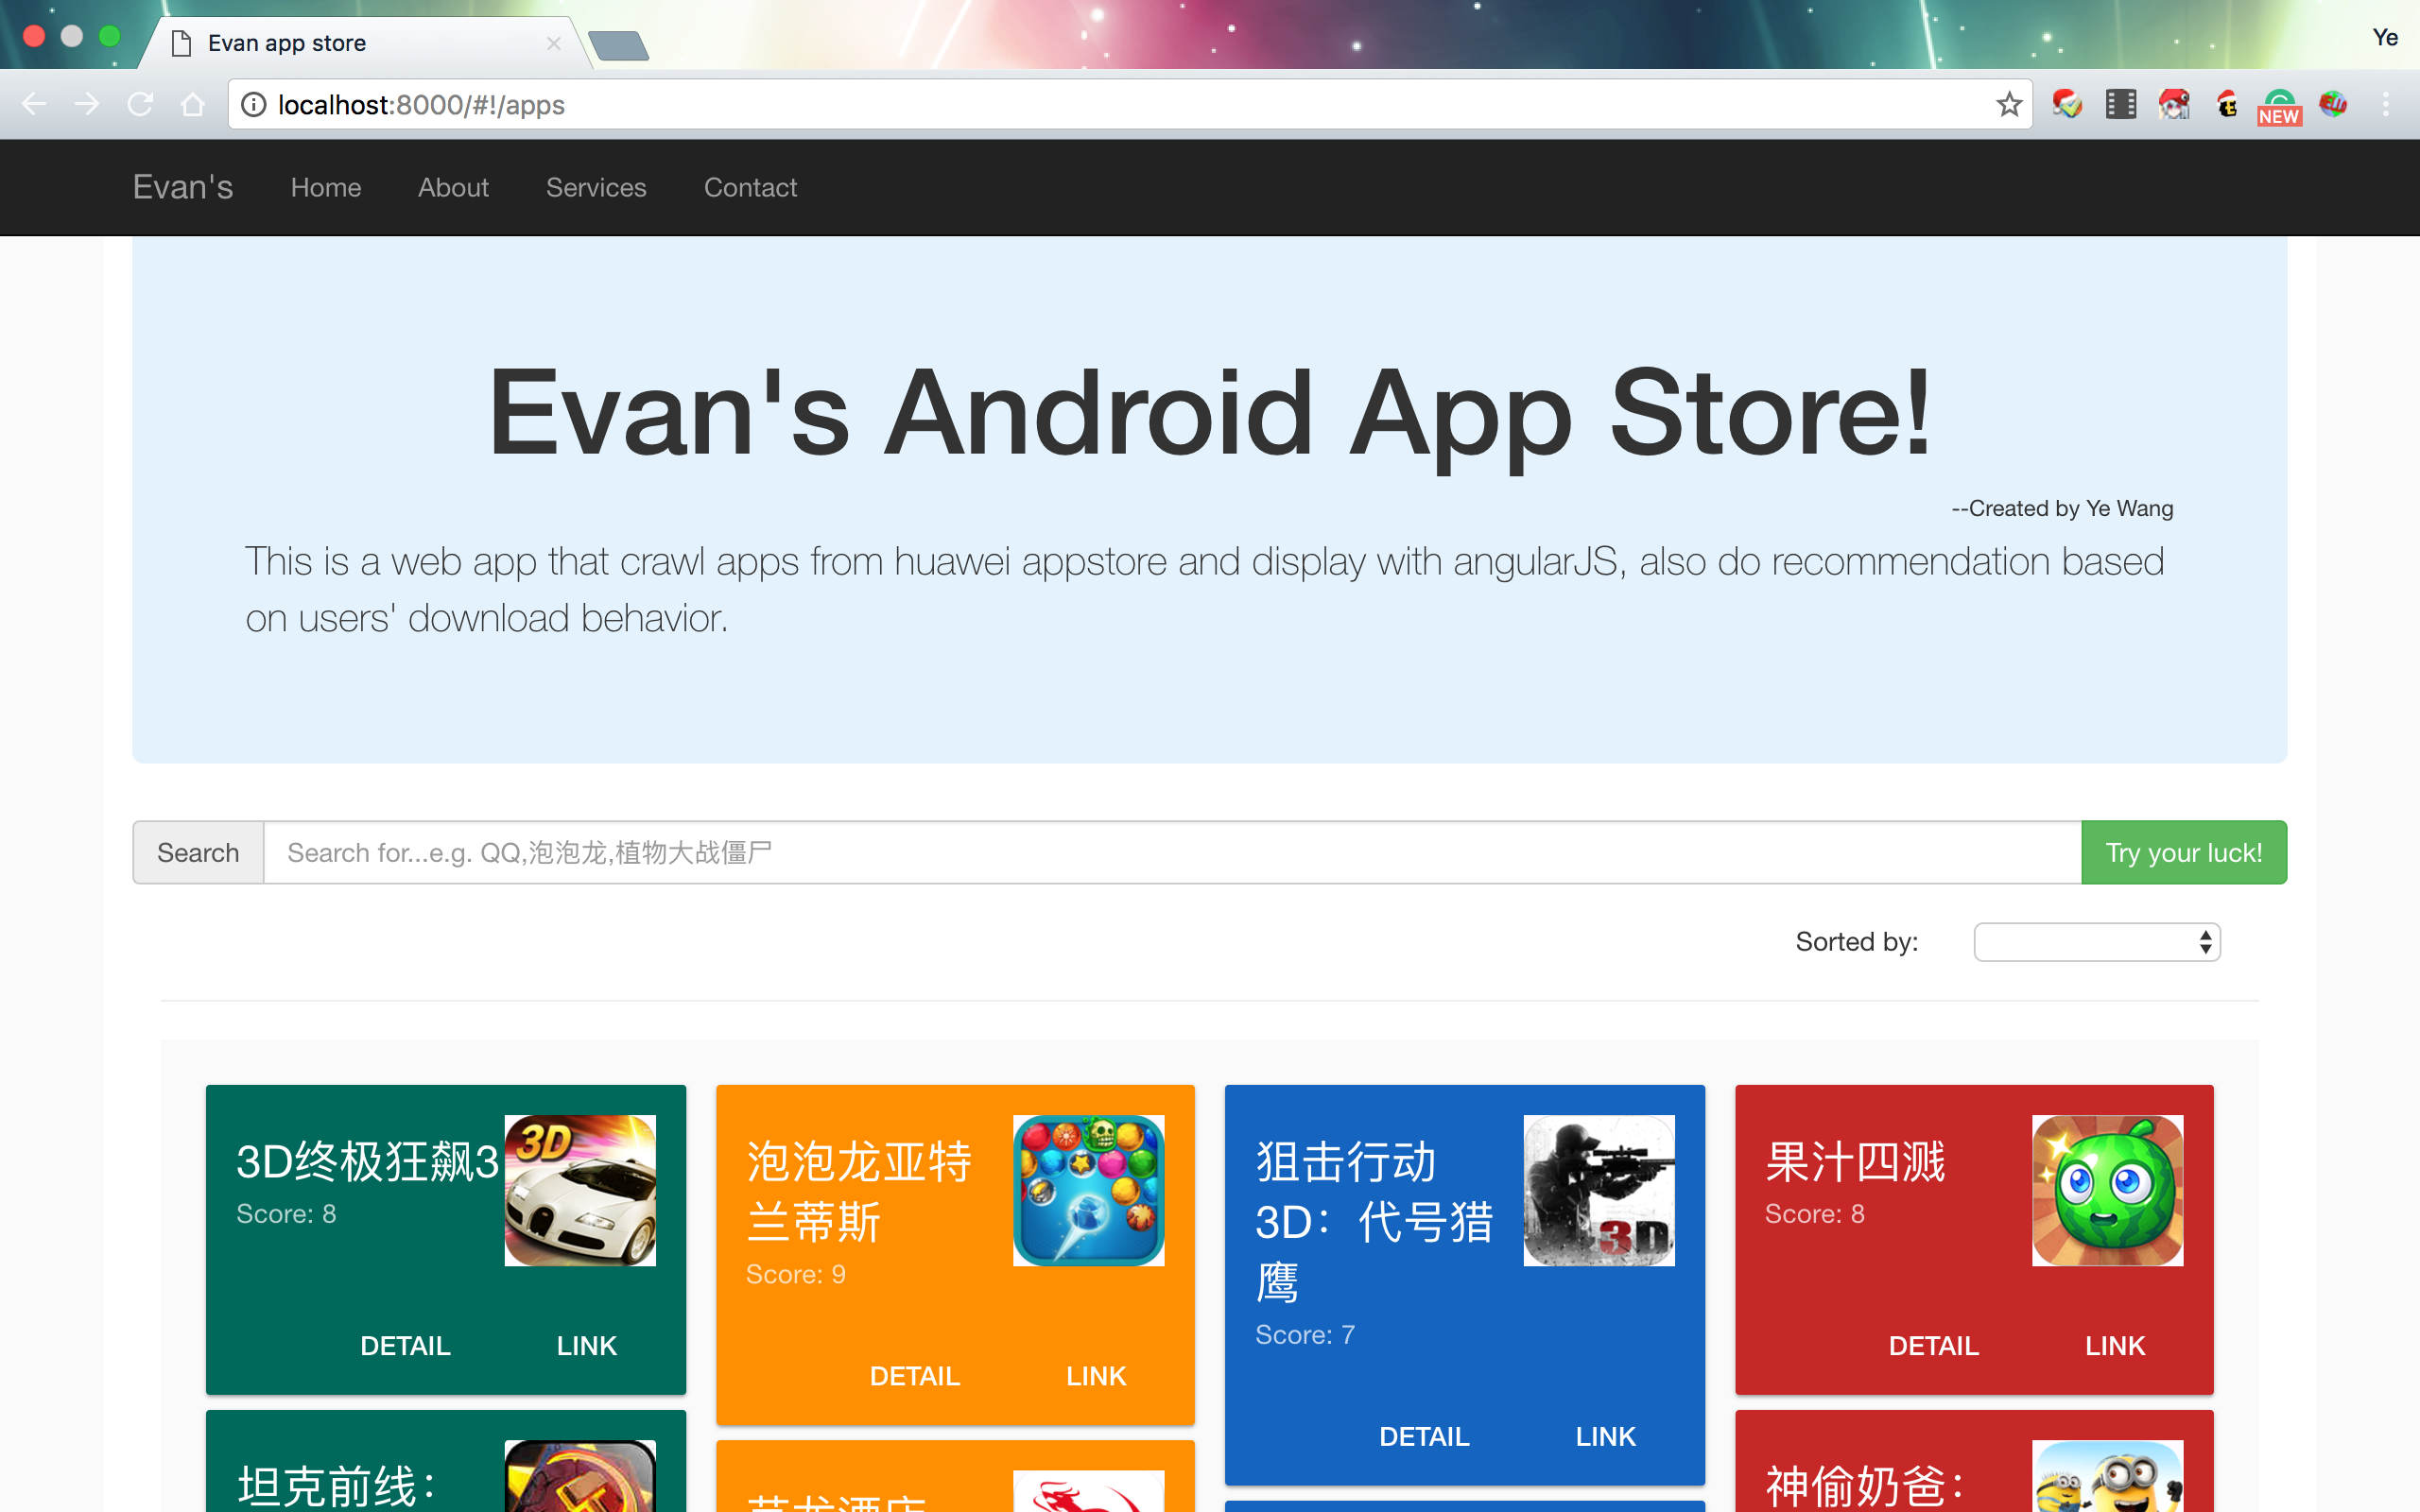 Evan app store
Ye
localhost:8000/#!/apps
NEW
Evan's
Home
About
Services
Contact
Evan's Android App Store!
--Created by Ye Wang
This is a web app that crawl apps from huawei appstore and display with angularJS, also do recommendation based
on users' download behavior.
Search
Search for...e.g. QQ,泡泡龙,植物大战僵尸
Try your luck!
Sorted by:
3D终极狂飙3
3D
Score: 8
DETAIL
LINK
泡泡龙亚特
兰蒂斯
Score: 9
DETAIL
LINK
狙击行动
3D：代号猎
鹰
3D
Score: 7
DETAIL
LINK
果汁四溅
Score: 8
DETAIL
LINK
坦克前线：
神偷奶爸：